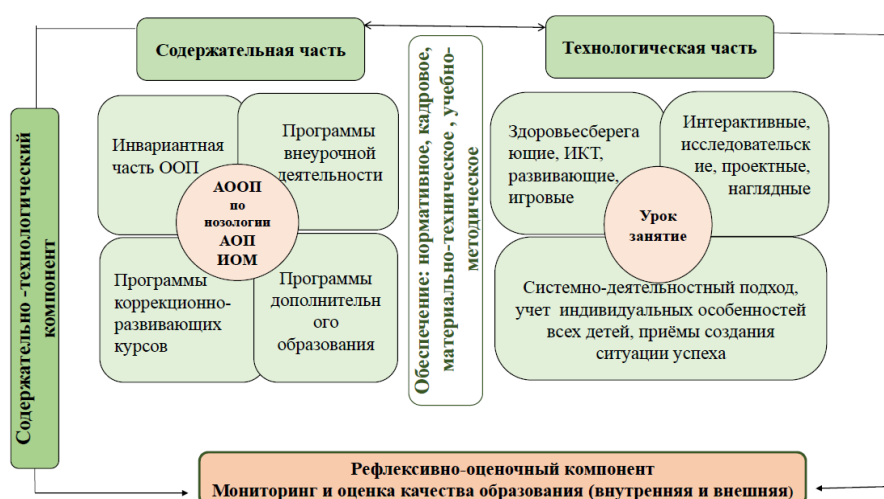 Содержательная часть
Технологическая часть
Содержательно -технологический
компонент
Инвариантная
часть ООП
Программы
внеурочной
деятельности
АООП
по
нозологии
АОП
ИОМ
Программы
коррекционно-
развивающих
курсов
Программы
дополнительн
ого
образования
Обеспечение: нормативное, кадровое,
материально-техническое , учебно-
методическое
Здоровьесберега
ющие, ИКТ,
развивающие,
игровые
Интерактивные,
исследовательск
ие, проектные,
наглядные
Урок
занятие
Системно-деятельностный подход,
учет индивидуальных особенностей
всех детей, приёмы создания
ситуации успеха
Рефлексивно-оценочный компонент
Мониторинг и оценка качества образования (внутренняя и внешняя)